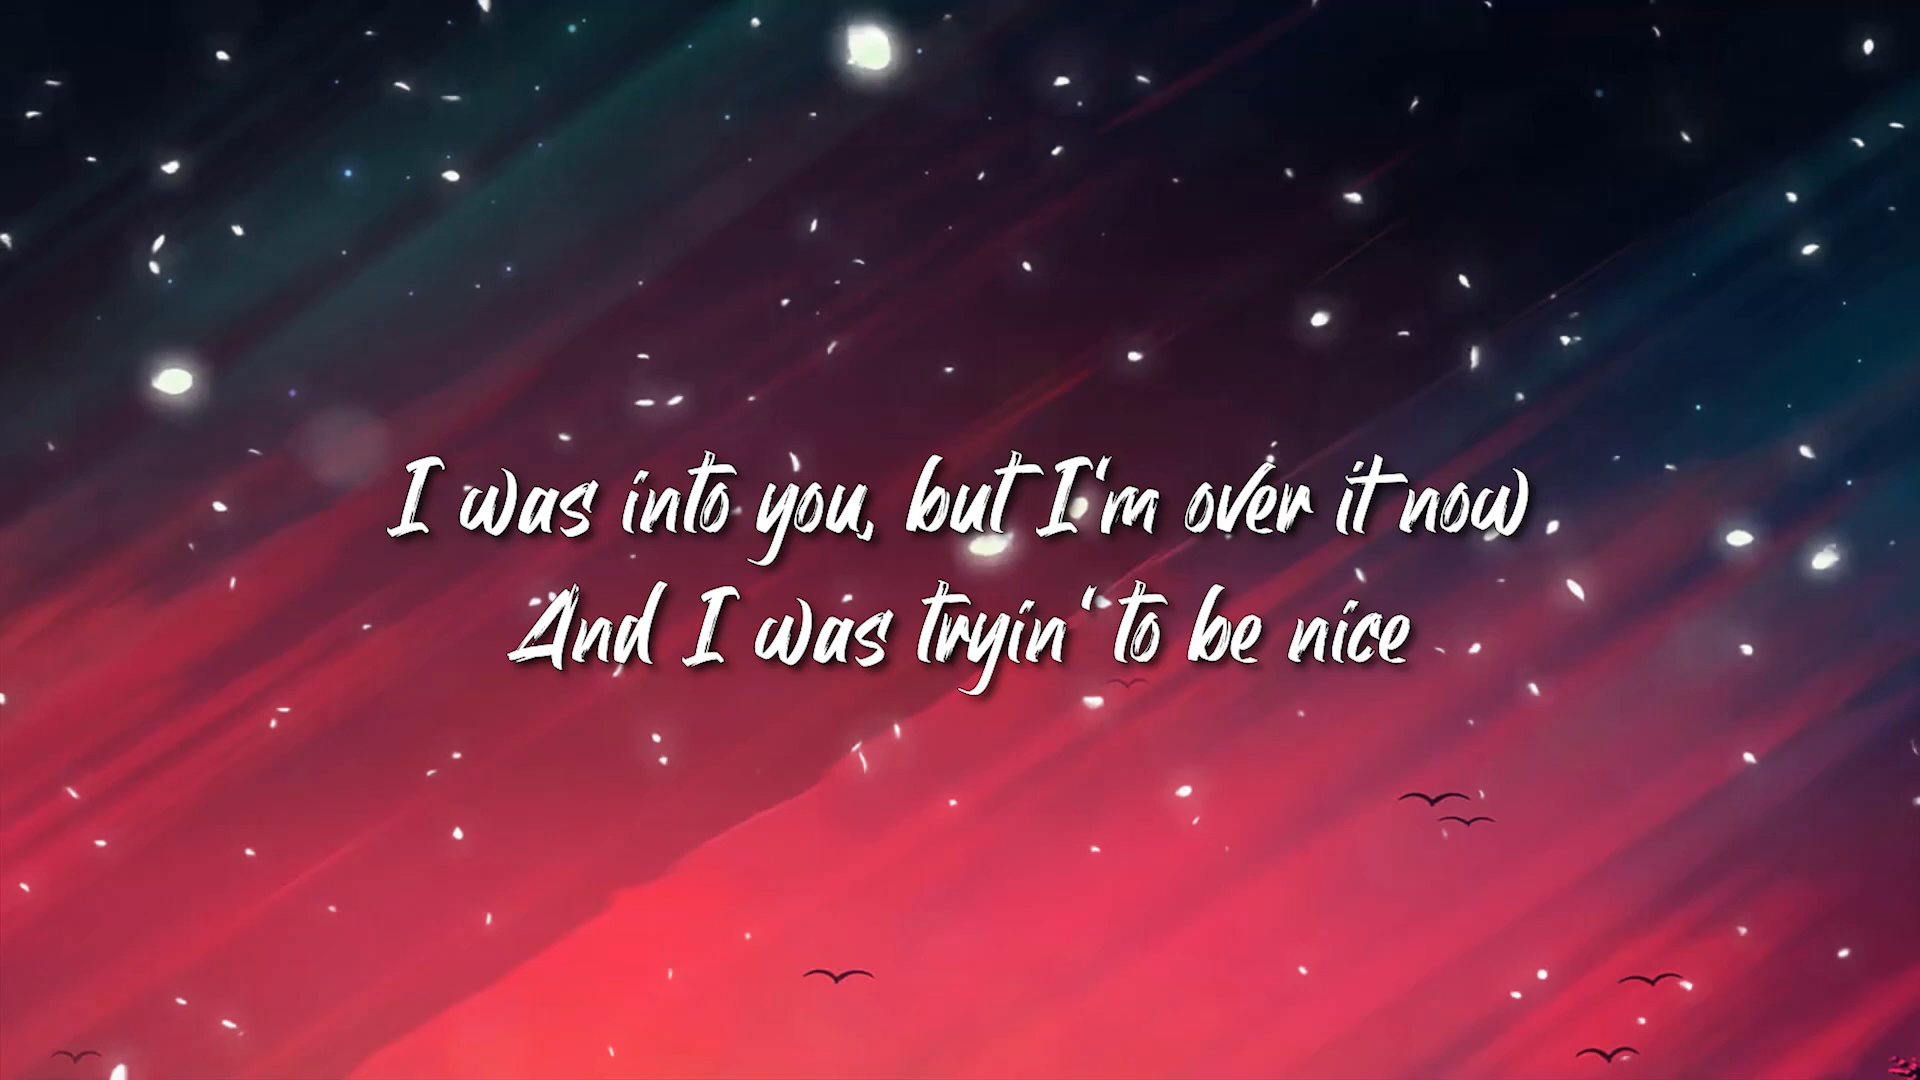 I was into you, but I'm over it now
And I was tryin' to be nice